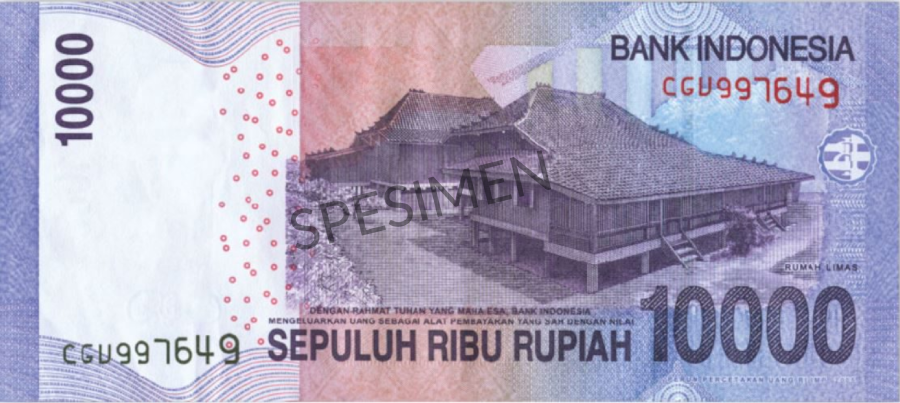 10000
BANK INDONESIA
CGU997649
SPESIMEN
RUMAH LIMAS
DENGAN RAHMAT TUHAN YANG MAHA ESA, BANK INDONESIA
MENGELUARKAN UANG SEBAGAI ALAT PEMBAYARAN YANG SAH DENGAN NILAI
SEPULUH RIBU RUPIAH
10000
CGU997649